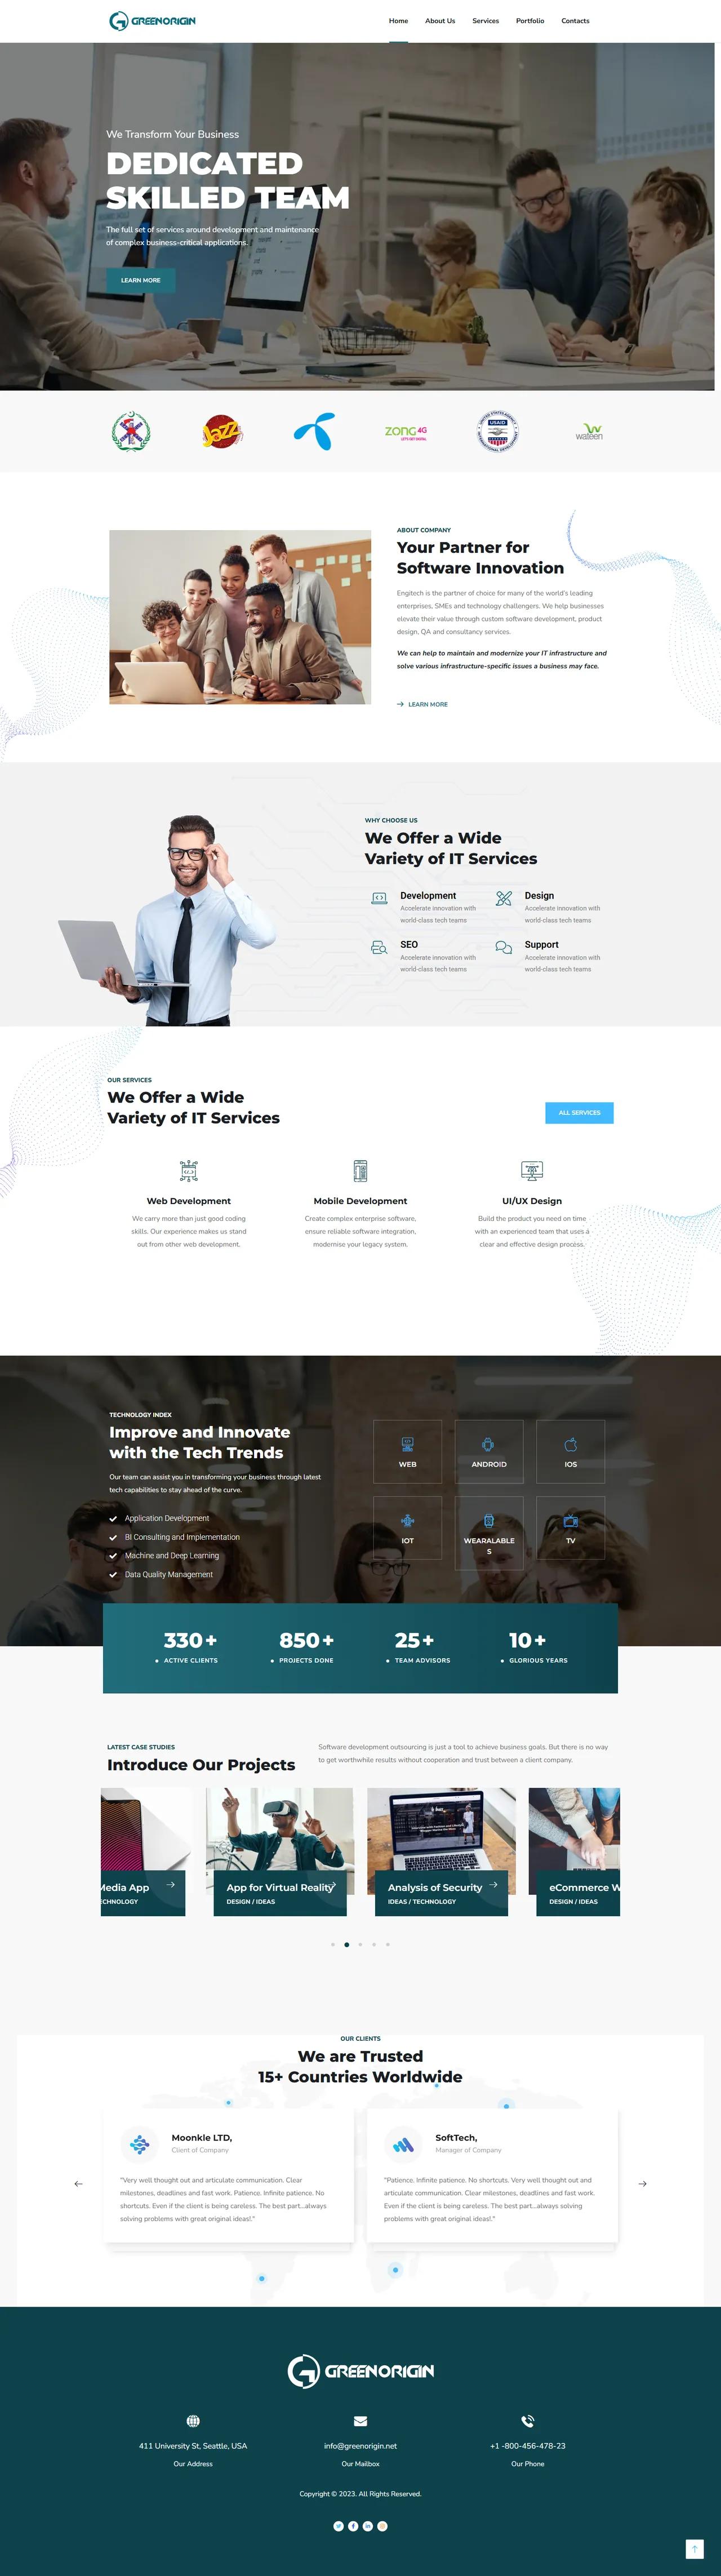 GREENORIGIN
Home About Us Services Portfolio Contacts
We Transform Your Business
DEDICATED
SKILLED TEAM
The full set of services around development and maintenance
of complex business-critical applications.
LEARN MORE
Jazz
ZONG 4G
LET'S GET DIGITAL
USAID
wateen
ABOUT COMPANY
Your Partner for
Software Innovation
Engitech is the partner of choice for many of the world's leading
enterprises, SMEs and technology challengers. We help businesses
elevate their value through custom software development, product
design, QA and consultancy services.
We can help to maintain and modernize your IT infrastructure and
solve various infrastructure-specific issues a business may face.
LEARN MORE
WHY CHOOSE US
We Offer a Wide
Variety of IT Services
Development
Accelerate innovation with
world-class tech teams
Design
Accelerate innovation with
world-class tech teams
SEO
Accelerate innovation with
world-class tech teams
Support
Accelerate innovation with
world-class tech teams
OUR SERVICES
We Offer a Wide
Variety of IT Services
ALL SERVICES
Web Development
We carry more than just good coding
skills. Our experience makes us stand
out from other web development.
Mobile Development
Create complex enterprise software,
ensure reliable software integration,
modernise your legacy system.
UI/UX Design
Build the product you need on time
with an experienced team that uses a
clear and effective design process.
TECHNOLOGY INDEX
Improve and Innovate
with the Tech Trends
Our team can assist you in transforming your business through latest
tech capabilities to stay ahead of the curve.
Application Development
BI Consulting and Implementation
Machine and Deep Learning
Data Quality Management
WEB
ANDROID
IOS
IOT
WEARALABLE
S
TV
330+
ACTIVE CLIENTS
850+
PROJECTS DONE
25+
TEAM ADVISORS
10+
GLORIOUS YEARS
LATEST CASE STUDIES
Introduce Our Projects
Software development outsourcing is just a tool to achieve business goals. But there is no way
to get worthwhile results without cooperation and trust between a client company.
Media App
ECHNOLOGY
App for Virtual Reality
DESIGN / IDEAS
Analysis of Security
IDEAS / TECHNOLOGY
eCommerce W
DESIGN / IDEAS
OUR CLIENTS
We are Trusted
15+ Countries Worldwide
Moonkle LTD,
Client of Company
"Very well thought out and articulate communication. Clear
milestones, deadlines and fast work. Patience. Infinite patience. No
shortcuts. Even if the client is being careless. The best part...always
solving problems with great original ideas!."
SoftTech,
Manager of Company
"Patience. Infinite patience, No shortcuts. Very well thought out and
articulate communication. Clear milestones, deadlines and fast work.
Even if the client is being careless. The best part...always solving
problems with great original ideas!."
GREENORIGIN
411 University St, Seattle, USA
Our Address
info@greenorigin.net
Our Mailbox
+1 -800-456-478-23
Our Phone
Copyright © 2023. All Rights Reserved.